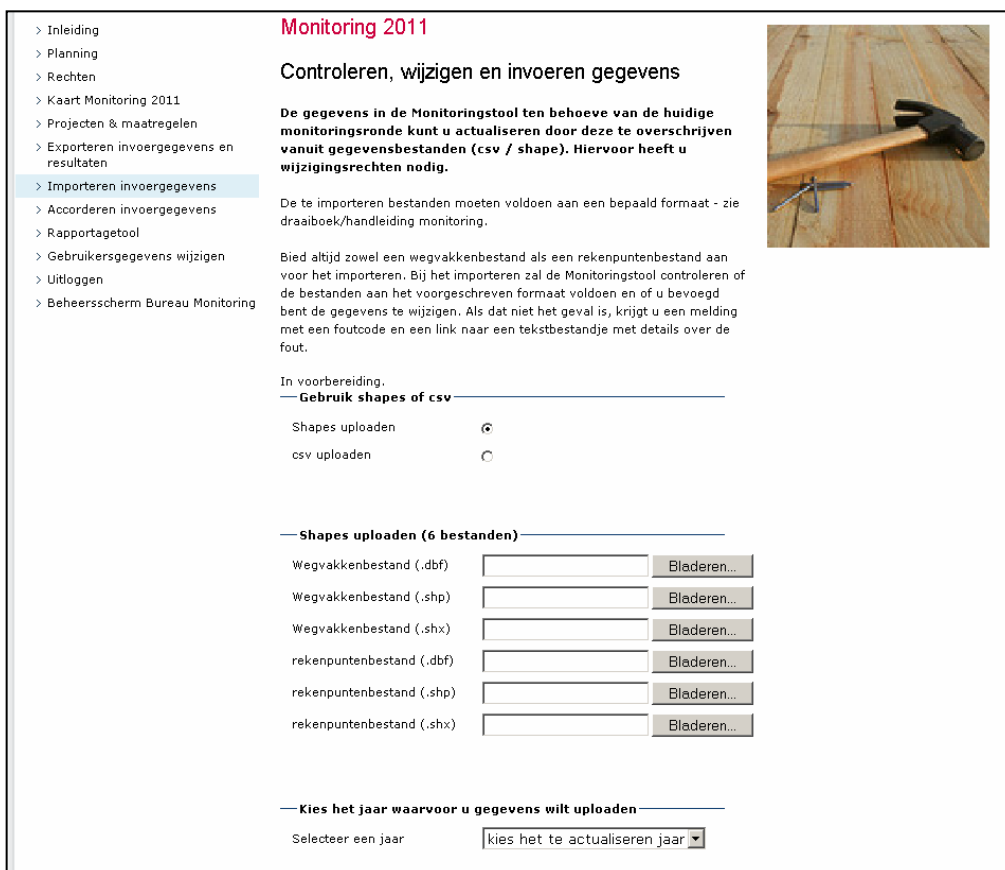 > Inleiding
> Planning
> Rechten
> Kaart Monitoring 2011
> Projecten & maatregelen
> Exporteren invoergegevens en
resultaten
> Importeren invoergegevens
> Accorderen invoergegevens
> Rapportagetool
> Gebruikersgegevens wijzigen
> Uitloggen
> Beheersscherm Bureau Monitoring
Monitoring 2011
Controleren, wijzigen en invoeren gegevens
De gegevens in de Monitoringstool ten behoeve van de huidige
monitoringsronde kunt u actualiseren door deze te overschrijven
vanuit gegevensbestanden (csv / shape). Hiervoor heeft u
wijzigingsrechten nodig.
De te importeren bestanden moeten voldoen aan een bepaald formaat - zie
draaiboek/handleiding monitoring.
Bied altijd zowel een wegvakkenbestand als een rekenpuntenbestand aan
voor het importeren. Bij het importeren zal de Monitoringstool controleren of
de bestanden aan het voorgeschreven formaat voldoen en of u bevoegd
bent de gegevens te wijzigen. Als dat niet het geval is, krijgt u een melding
met een foutcode en een link naar een tekstbestandje met details over de
fout.
In voorbereiding.
Gebruik shapes of csv
Shapes uploaden
csv uploaden
Shapes uploaden (6 bestanden)
Wegvakkenbestand (.dbf) Bladeren...
Wegvakkenbestand (.shp) Bladeren...
Wegvakkenbestand (.shx) Bladeren...
rekenpuntenbestand (.dbf) Bladeren...
rekenpuntenbestand (.shp) Bladeren...
rekenpuntenbestand (.shx) Bladeren...
Kies het jaar waarvoor u gegevens wilt uploaden
Selecteer een jaar kies het te actualiseren jaar